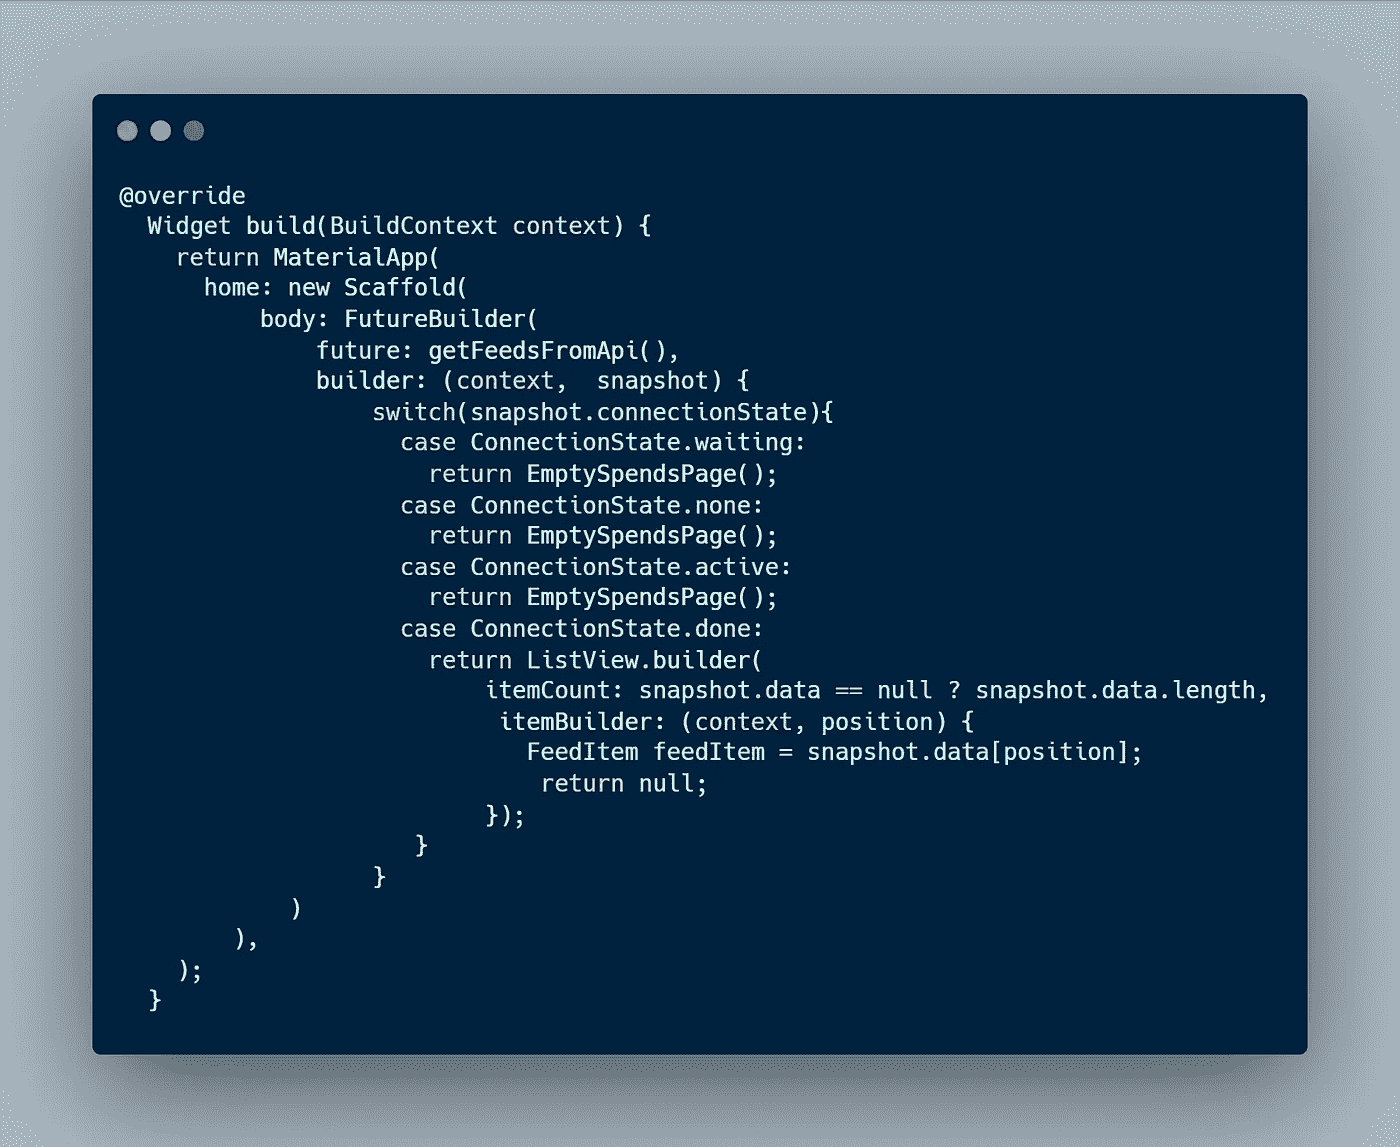 @override
  Widget build(BuildContext context) {
    return MaterialApp(
      home: new Scaffold(
          body: FutureBuilder(
              future: getFeedsFromApi(),
              builder: (context,  snapshot) {
                  switch(snapshot.connectionState){
                    case ConnectionState.waiting:
                      return EmptySpendsPage();
                    case ConnectionState.none:
                      return EmptySpendsPage();
                    case ConnectionState.active:
                      return EmptySpendsPage();
                    case ConnectionState.done:
                      return ListView.builder(
                          itemCount: snapshot.data == null ? snapshot.data.length,
                           itemBuilder: (context, position) {
                             FeedItem feedItem = snapshot.data[position];
                              return null;
                          });
                     }
                  }
            )
        ),
    );
  }